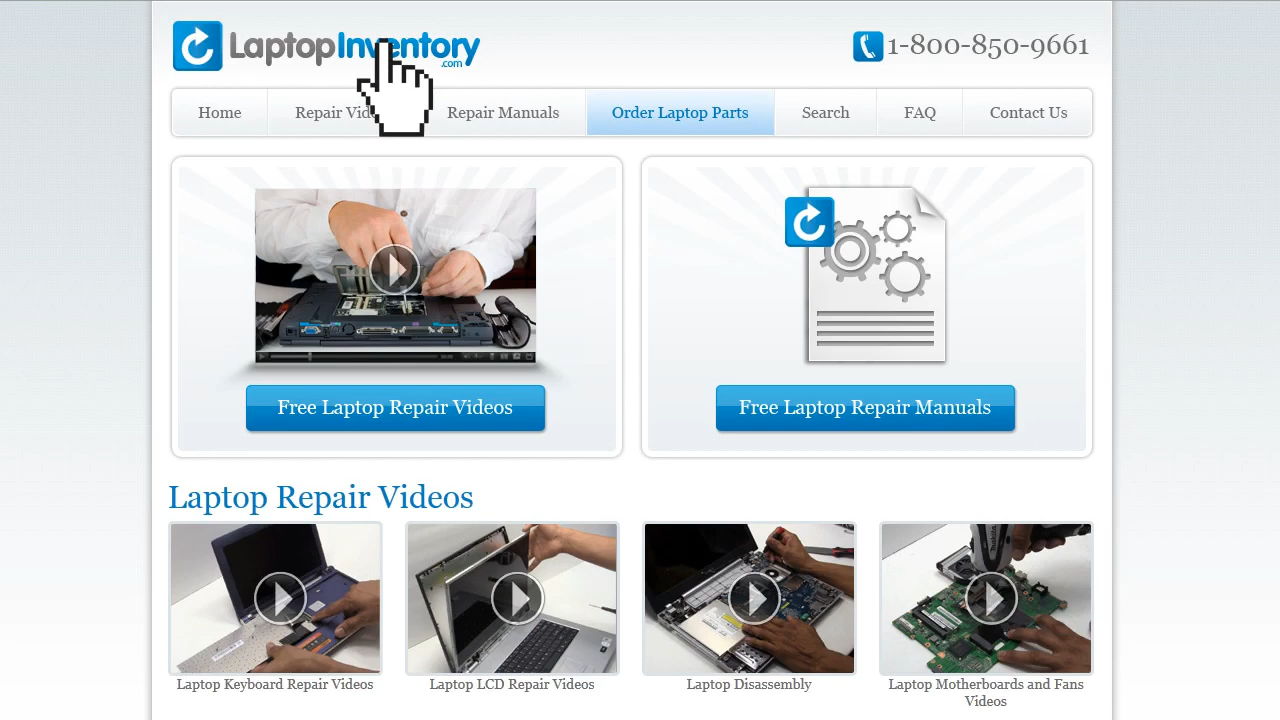 LaptopInventory
.com
1-800-850-9661
Home
Repair
Repair Manuals
Order Laptop Parts
Search
FAQ
Contact Us
Free Laptop Repair Videos
Free Laptop Repair Manuals
Laptop Repair Videos
Laptop Keyboard Repair Videos
Laptop LCD Repair Videos
Laptop Disassembly
Laptop Motherboards and Fans
Videos